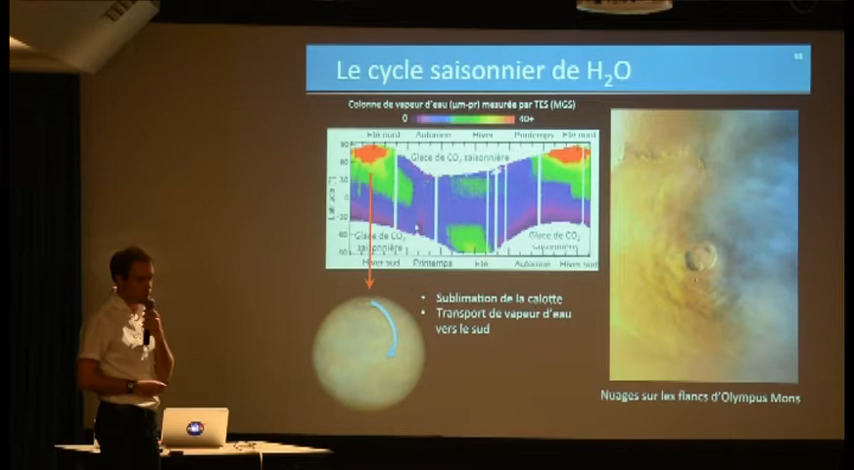 Le cycle saisonnier de H₂O
Colonne de vapeur d'eau (µm-pr) mesurée par TES (MGS)
0 40+
Eté nord Automne Hiver Printemps Eté nord
Glace de CO₂ saisonnière
Glace de CO₂
saisonnière
Glace de CO₂
saisonnière
Hiver sud Printemps Eté Automne Hiver sud
• Sublimation de la calotte
• Transport de vapeur d'eau
vers le sud
Nuages sur les flancs d'Olympus Mons